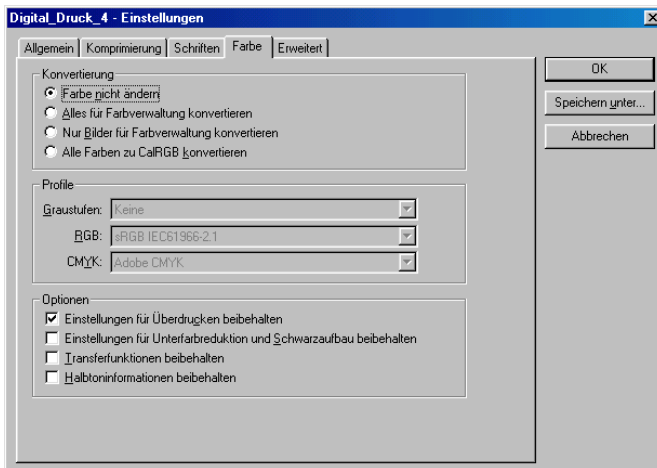 Digital_Druck_4 - Einstellungen
Allgemein Komprimierung Schriften Farbe Erweitert
Konvertierung
Farbe nicht ändern
Alles für Farbverwaltung konvertieren
Nur Bilder für Farbverwaltung konvertieren
Alle Farben zu CalRGB konvertieren
Profile
Graustufen: Keine
RGB: sRGB IEC61966-2.1
CMYK: Adobe CMYK
Optionen
Einstellungen für Überdrucken beibehalten
Einstellungen für Unterfarbreduktion und Schwarzaufbau beibehalten
Transferfunktionen beibehalten
Halbtoninformationen beibehalten
OK
Speichern unter...
Abbrechen